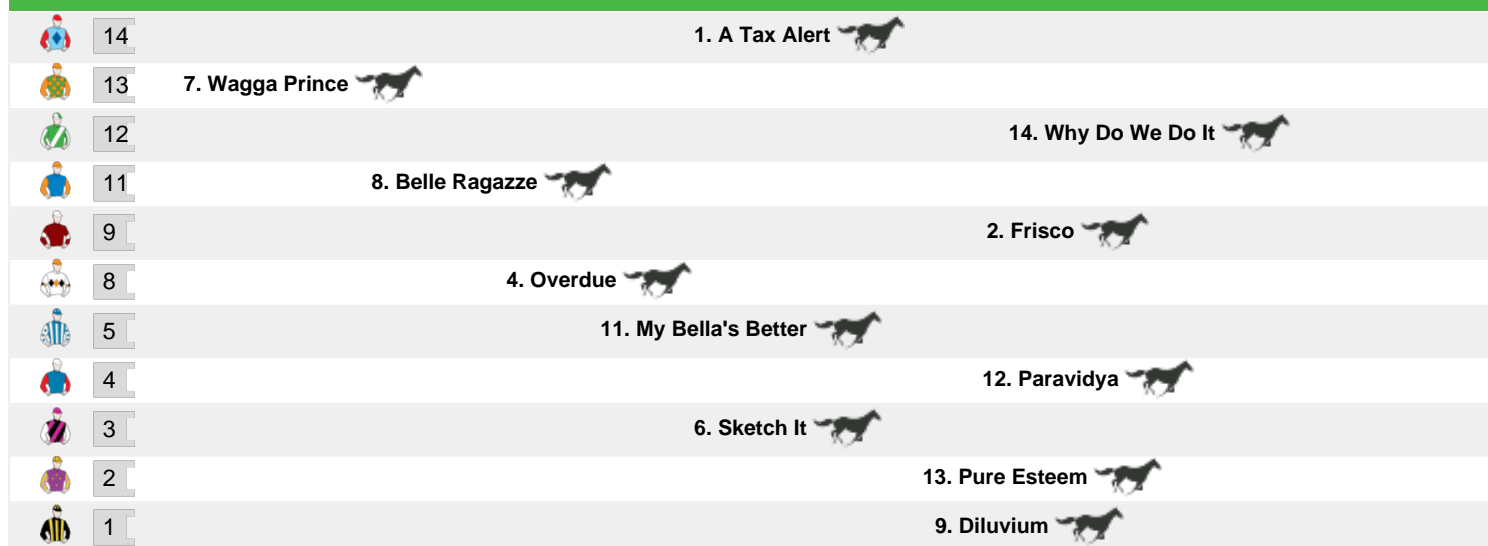 14 1. A Tax Alert
13 7. Wagga Prince
12 14. Why Do We Do It
11 8. Belle Ragazze
9 2. Frisco
8 4. Overdue
5 11. My Bella's Better
4 12. Paravidya
3 6. Sketch It
2 13. Pure Esteem
1 9. Diluvium